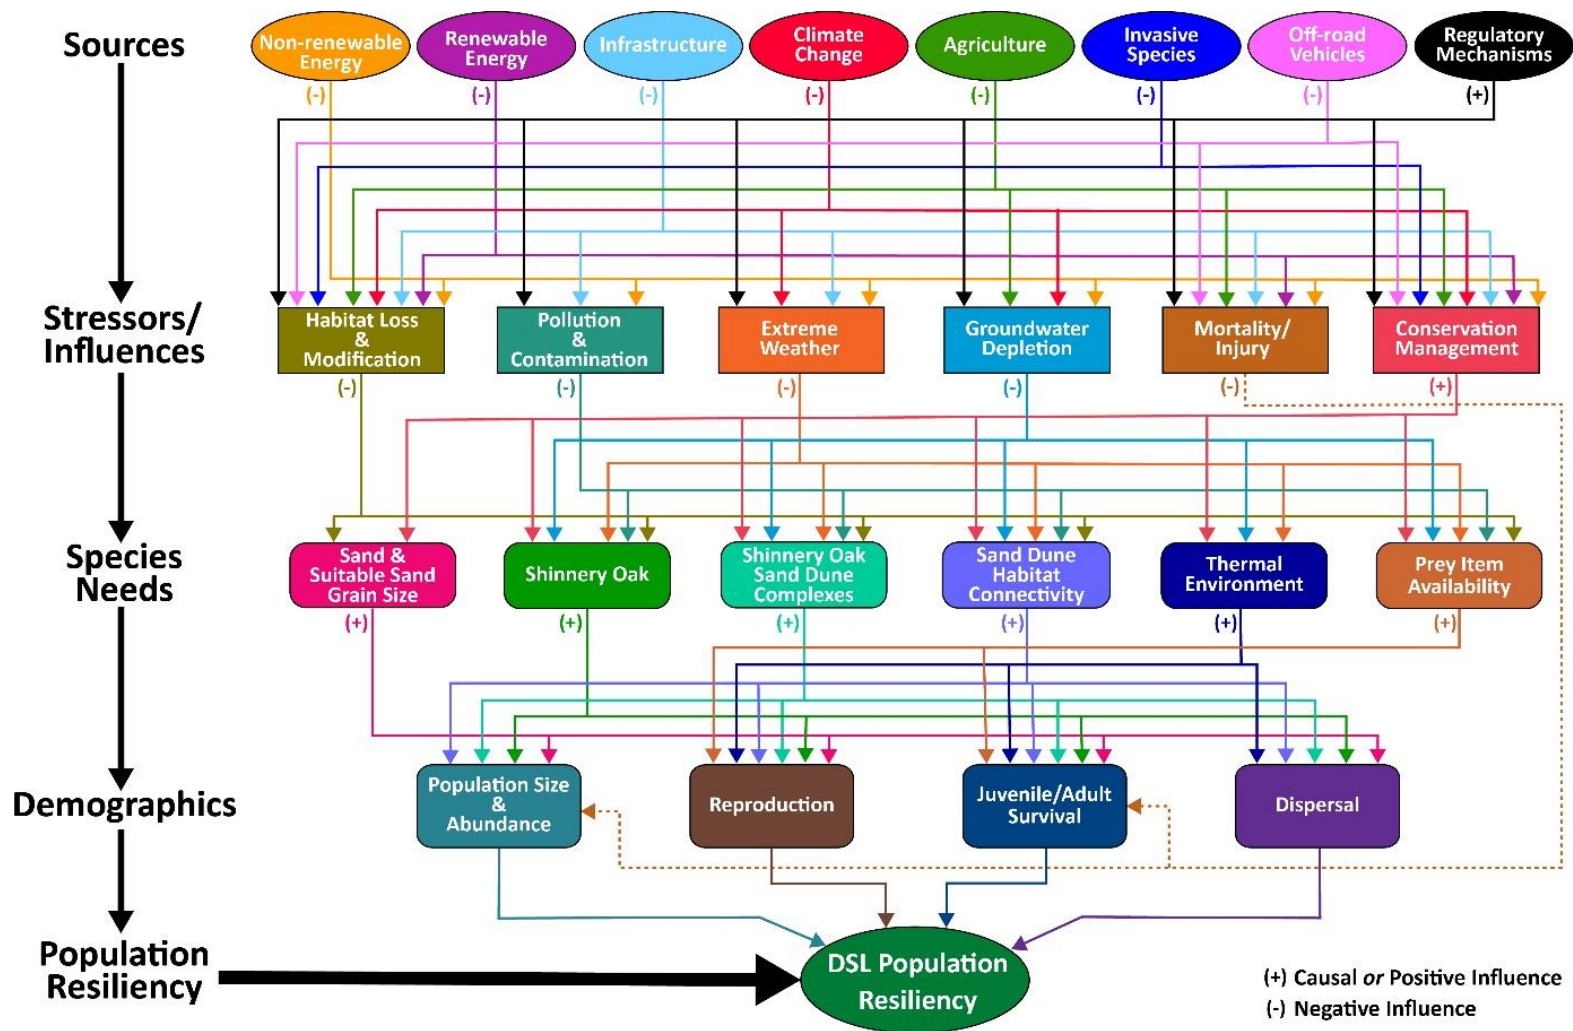 Sources
Non-renewable
Energy
Renewable
Energy
Infrastructure
Climate
Change
Agriculture
Invasive
Species
Off-road
Vehicles
Regulatory
Mechanisms
(-)
(-)
(-)
(-)
(-)
(-)
(-)
(+)
Stressors/
Influences
Habitat Loss
&
Modification
Pollution
&
Contamination
Extreme
Weather
Groundwater
Depletion
Mortality/
Injury
Conservation
Management
(-)
(-)
(-)
(-)
(-)
(+)
Species
Needs
Sand &
Suitable Sand
Grain Size
Shinnery Oak
Shinnery Oak
Sand Dune
Complexes
Sand Dune
Habitat
Connectivity
Thermal
Environment
Prey Item
Availability
(+)
(+)
(+)
(+)
(+)
(+)
Demographics
Population Size
&
Abundance
Reproduction
Juvenile/Adult
Survival
Dispersal
Population
Resiliency
DSL Population
Resiliency
(+) Causal or Positive Influence
(-) Negative Influence